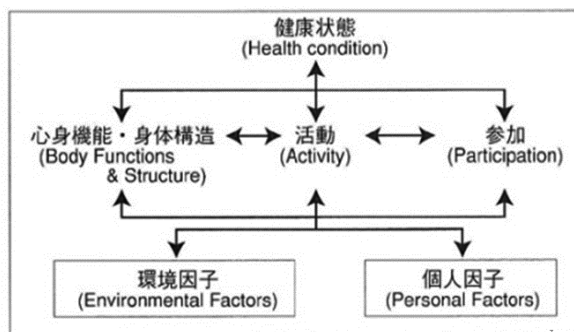 健康状態
(Health condition)
心身機能・身体構造
(Body Functions
& Structure)
活動
(Activity)
参加
(Participation)
環境因子
(Environmental Factors)
個人因子
(Personal Factors)